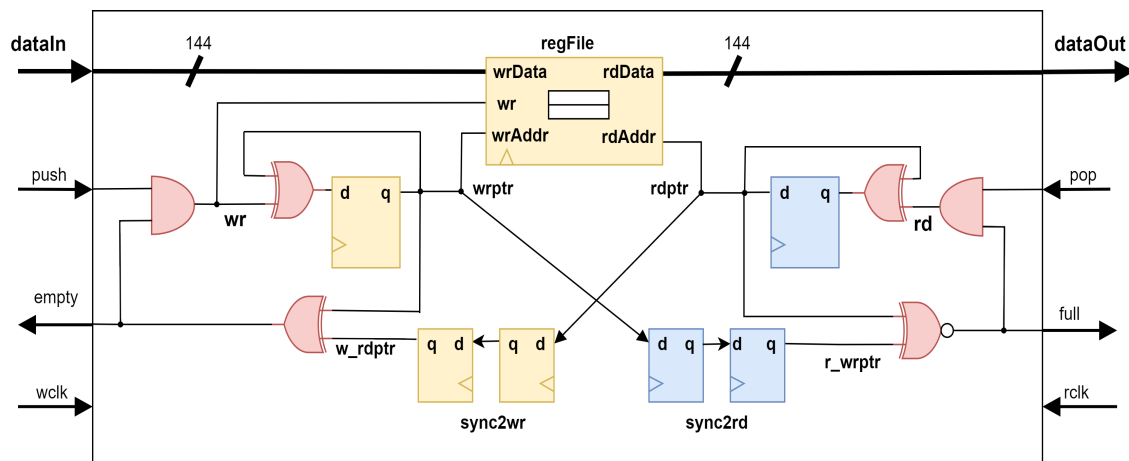 dataIn
144
regFile
144
dataOut
wrData
rdData
wr
wrAddr
rdAddr
push
wr
d
q
wrptr
rdptr
d
q
rd
pop
empty
w_rdptr
q
d
q
d
d
q
d
q
r_wrptr
full
wclk
sync2wr
sync2rd
rclk